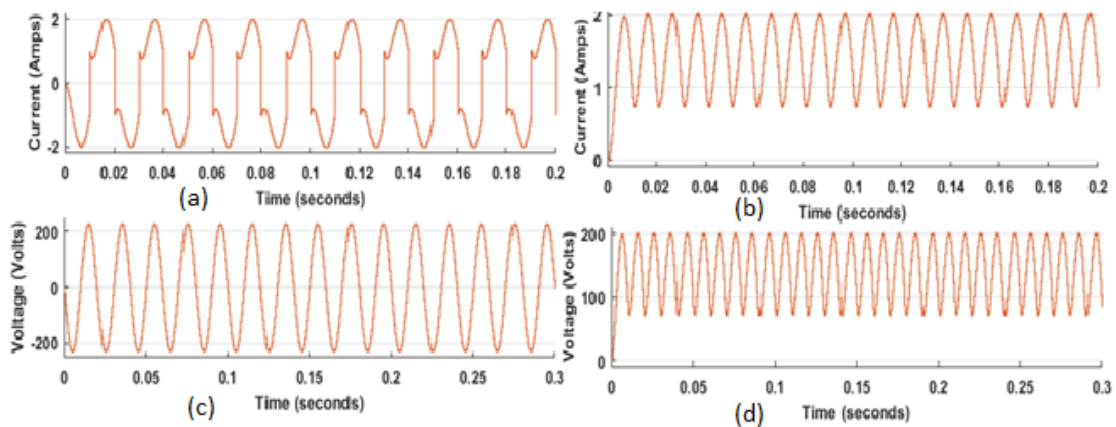 Current (Amps)
2
0
-2
0 0.02 0.04 0.06 0.08 0.1 0.12 0.14 0.16 0.18 0.2
(a)
Time (seconds)
Current (Amps)
2
1
0
0 0.02 0.04 0.06 0.08 0.1 0.12 0.14 0.16 0.18 0.2
(b)
Time (seconds)
Voltage (Volts)
200
0
-200
0 0.05 0.1 0.15 0.2 0.25 0.3
(c)
Time (seconds)
Voltage (Volts)
200
100
0
0 0.05 0.1 0.15 0.2 0.25 0.3
(d)
Time (seconds)